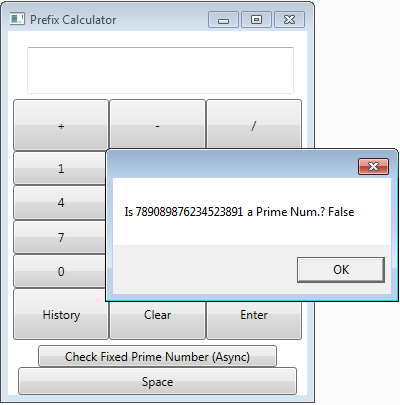 Prefix Calculator
+ - /
1
Is 789089876234523891 a Prime Num.? False
4
7
0
OK
History Clear Enter
Check Fixed Prime Number (Async)
Space